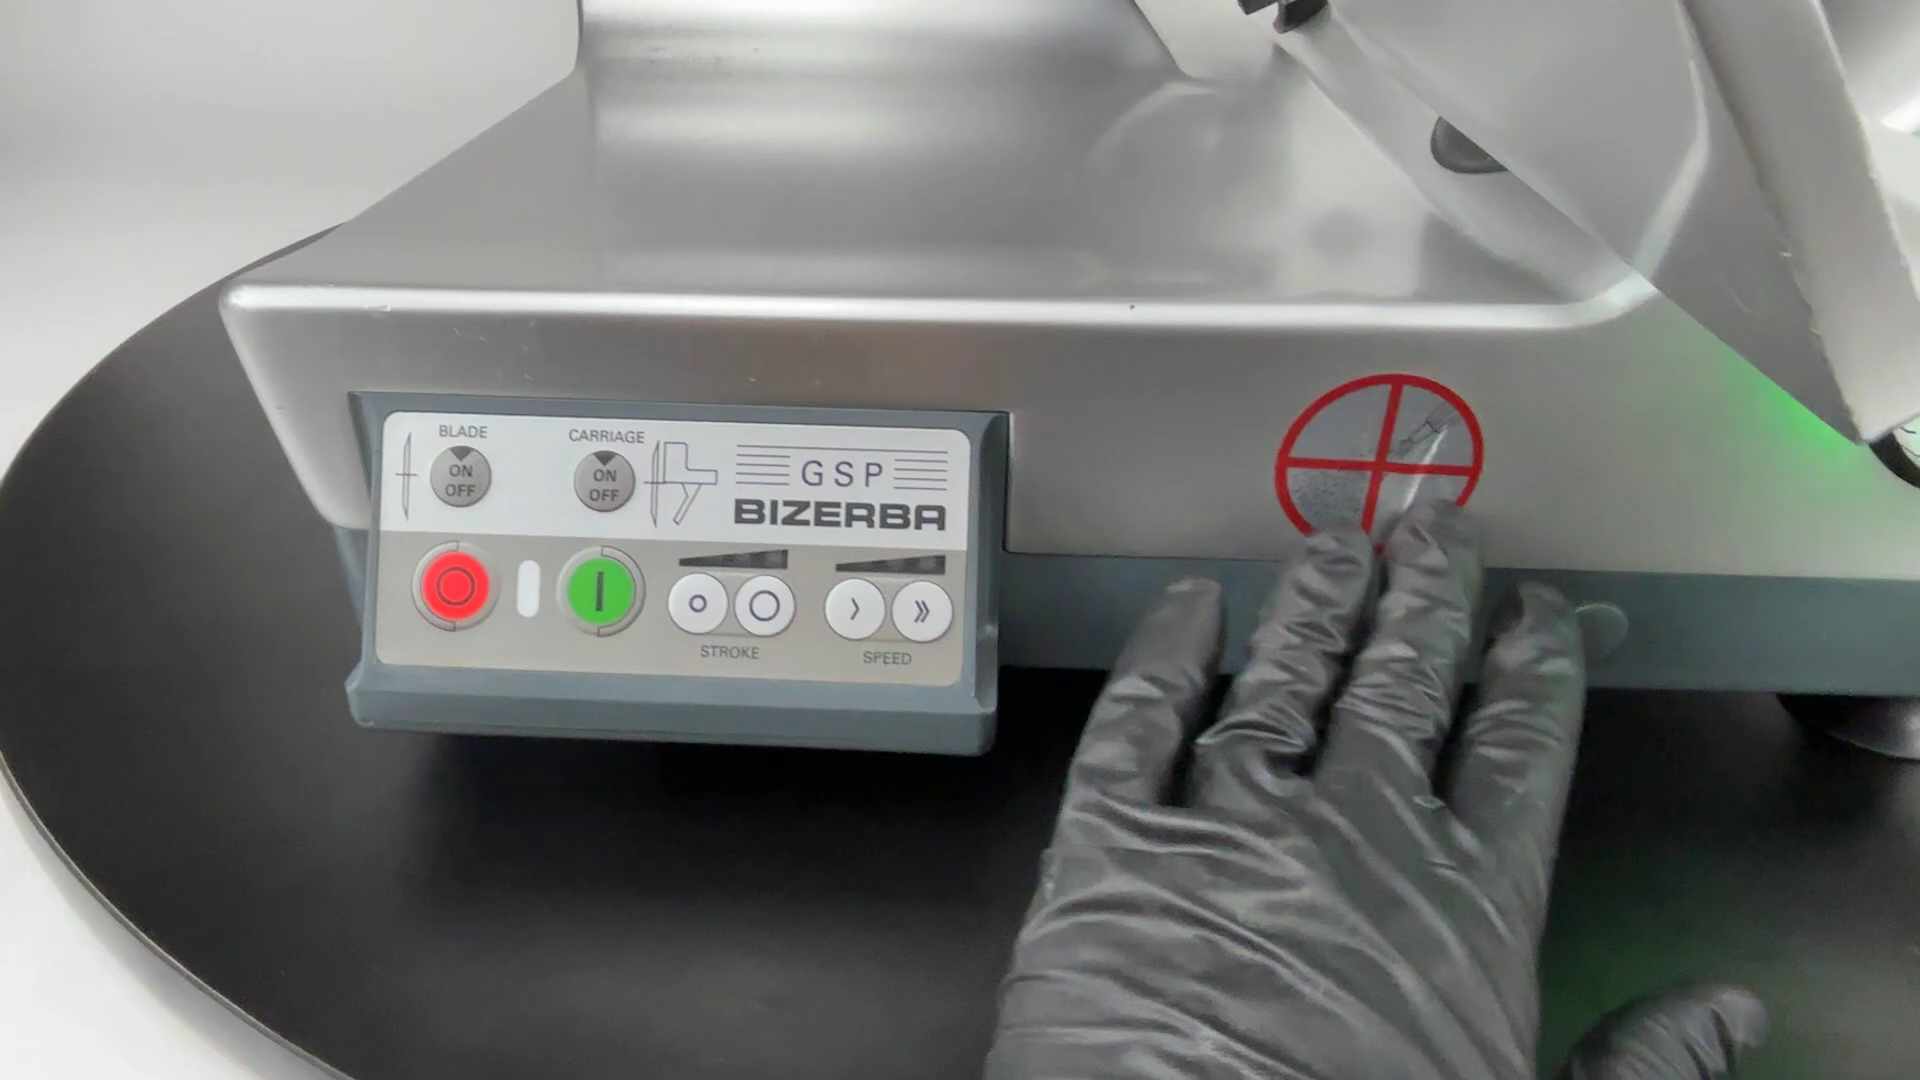 BLADE
CARRIAGE
ON
OFF
ON
OFF
GSP
BIZERBA
STROKE
SPEED